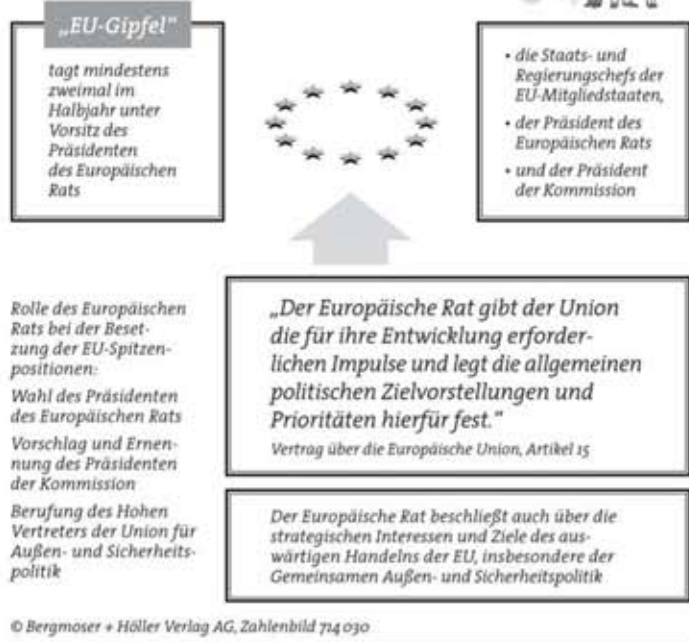 „EU-Gipfel“
tagt mindestens
zweimal im
Halbjahr unter
Vorsitz des
Präsidenten
des Europäischen
Rats
• die Staats- und
Regierungschefs der
EU-Mitgliedstaaten,
• der Präsident des
Europäischen Rats
• und der Präsident
der Kommission
Rolle des Europäischen
Rats bei der Beset-
zung der EU-Spitzen-
positionen:
Wahl des Präsidenten
des Europäischen Rats
Vorschlag und Ernen-
nung des Präsidenten
der Kommission
Berufung des Hohen
Vertreters der Union für
Außen- und Sicherheits-
politik
„Der Europäische Rat gibt der Union
die für ihre Entwicklung erforder-
lichen Impulse und legt die allgemeinen
politischen Zielvorstellungen und
Prioritäten hierfür fest.“
Vertrag über die Europäische Union, Artikel 15
Der Europäische Rat beschließt auch über die
strategischen Interessen und Ziele des aus-
wärtigen Handelns der EU, insbesondere der
Gemeinsamen Außen- und Sicherheitspolitik
© Bergmoser + Höller Verlag AG, Zahlenbild 714 030